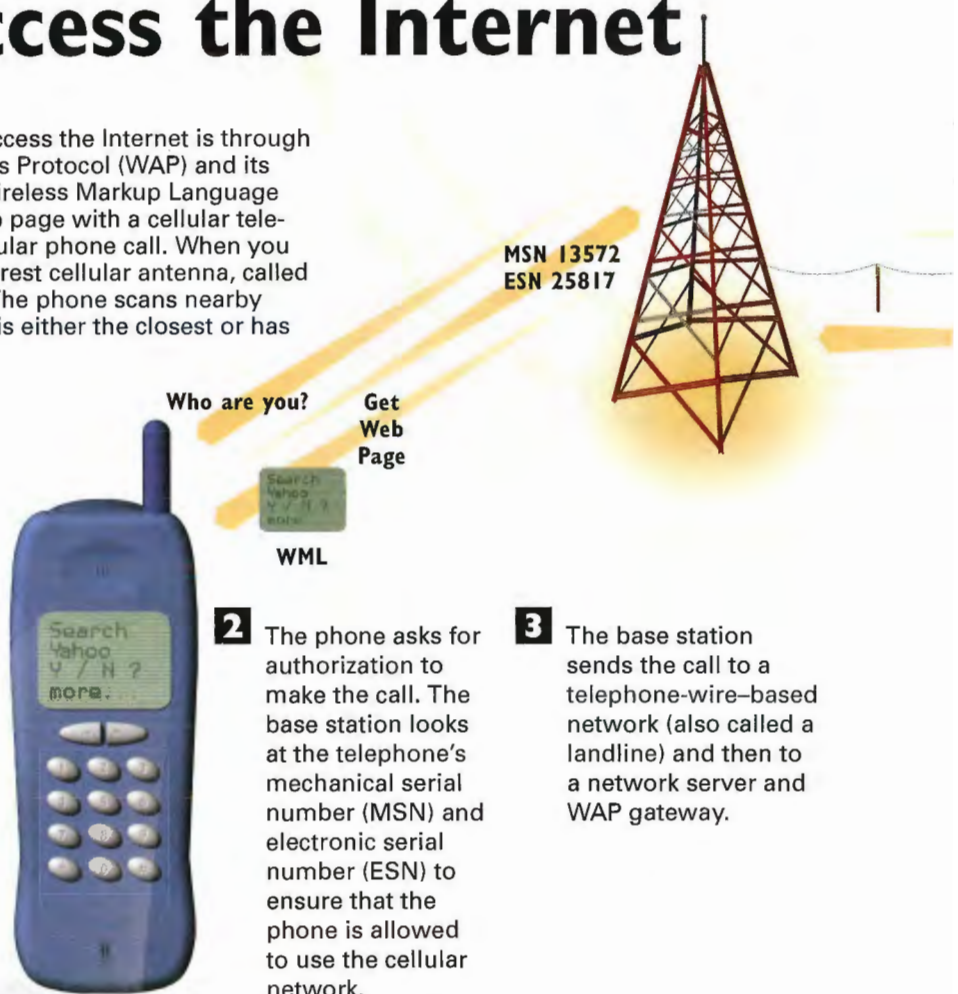 ccess the Internet
ccess the Internet is through
s Protocol (WAP) and its
ireless Markup Language
o page with a cellular tele-
ular phone call. When you
rest cellular antenna, called
he phone scans nearby
is either the closest or has
MSN 13572
ESN 25817
Who are you?
Get
Web
Page
Search
Yahoo
Y / N ?
more
WML
Search
Yahoo
Y / N ?
more.
2 The phone asks for
authorization to
make the call. The
base station looks
at the telephone's
mechanical serial
number (MSN) and
electronic serial
number (ESN) to
ensure that the
phone is allowed
to use the cellular
network.
3 The base station
sends the call to a
telephone-wire–based
network (also called a
landline) and then to
a network server and
WAP gateway.